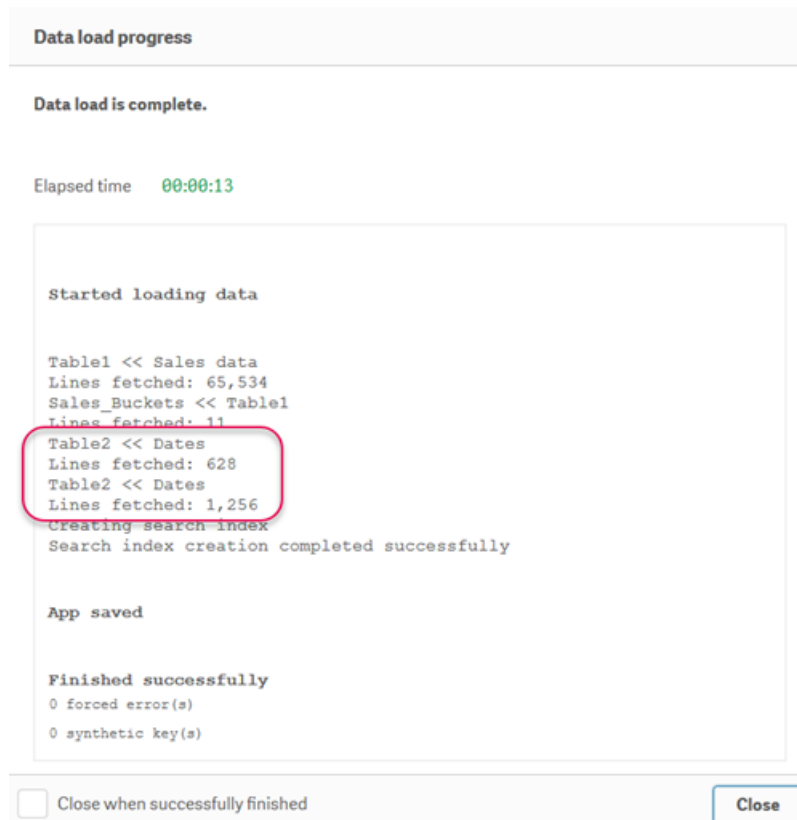 Data load progress
Data load is complete.
Elapsed time 00:00:13
Started loading data
Table1 << Sales data
Lines fetched: 65,534
Sales_Buckets << Table1
Lines fetched: 11
Table2 << Dates
Lines fetched: 628
Table2 << Dates
Lines fetched: 1,256
Creating search index
Search index creation completed successfully
App saved
Finished successfully
0 forced error(s)
0 synthetic key(s)
Close when successfully finished
Close